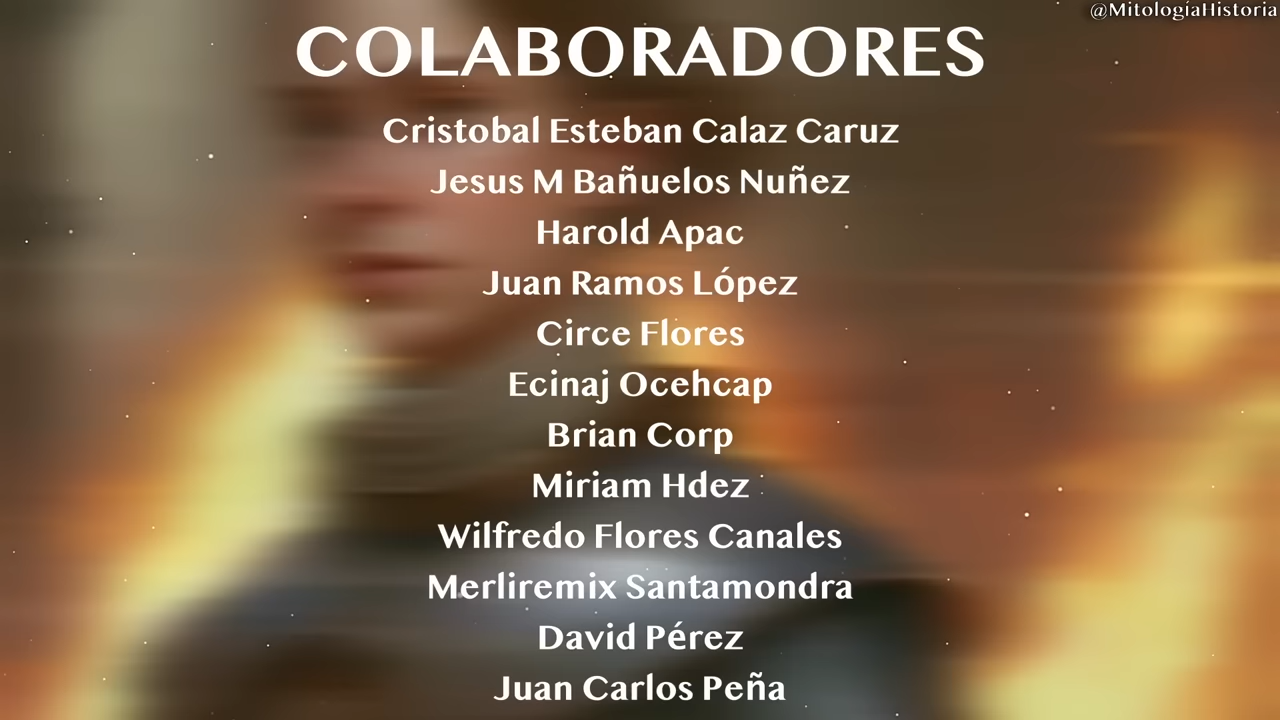 @MitologíaHistoria
COLABORADORES
Cristobal Esteban Calaz Caruz
Jesus M Bañuelos Nuñez
Harold Apac
Juan Ramos López
Circe Flores
Ecinaj Ocehcap
Brian Corp
Miriam Hdez
Wilfredo Flores Canales
Merliremix Santamondra
David Pérez
Juan Carlos Peña